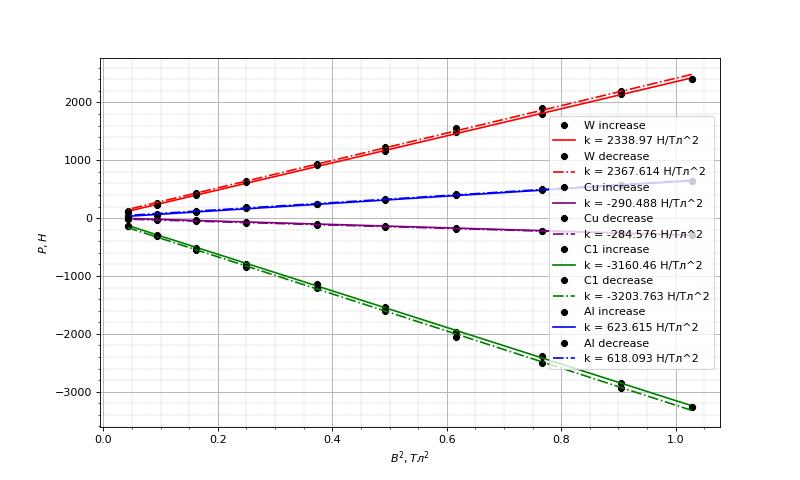 2000
1000
0
−1000
−2000
−3000
P, H
W increase
k = 2338.97 Н/Тл^2
W decrease
k = 2367.614 Н/Тл^2
Cu increase
k = -290.488 Н/Тл^2
Cu decrease
k = -284.576 Н/Тл^2
C1 increase
k = -3160.46 Н/Тл^2
C1 decrease
k = -3203.763 Н/Тл^2
Al increase
k = 623.615 Н/Тл^2
Al decrease
k = 618.093 Н/Тл^2
0.0 0.2 0.4 0.6 0.8 1.0
B², Тл²